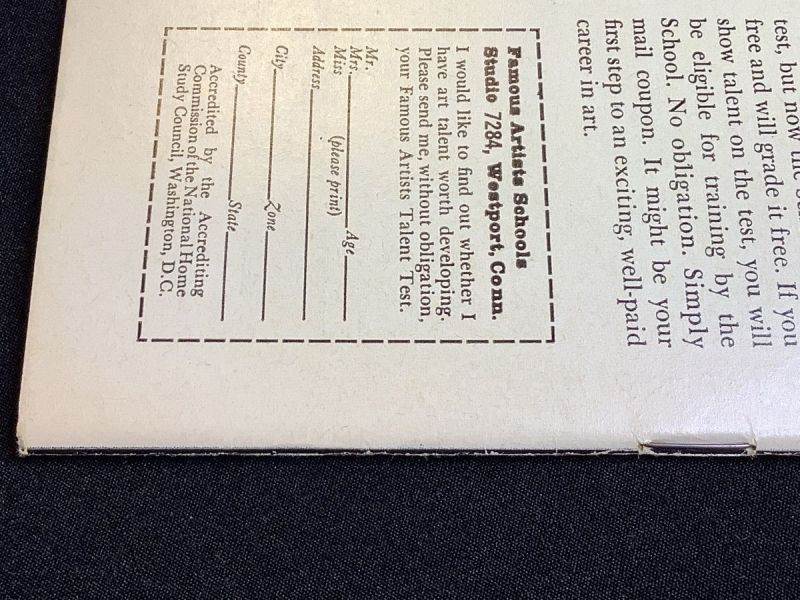 test, but now the
free and will grade it free. If you
show talent on the test, you will
be eligible for training by the
School. No obligation. Simply
mail coupon. It might be your
first step to an exciting, well-paid
career in art.
Famous Artists Schools
Studio 7284, Westport, Conn.
I would like to find out whether I
have art talent worth developing.
Please send me, without obligation,
your Famous Artists Talent Test.
Mr.
Mrs. Age
Miss (please print)
Address
City Zone
County State
Accredited by the Accrediting
Commission of the National Home
Study Council, Washington, D.C.